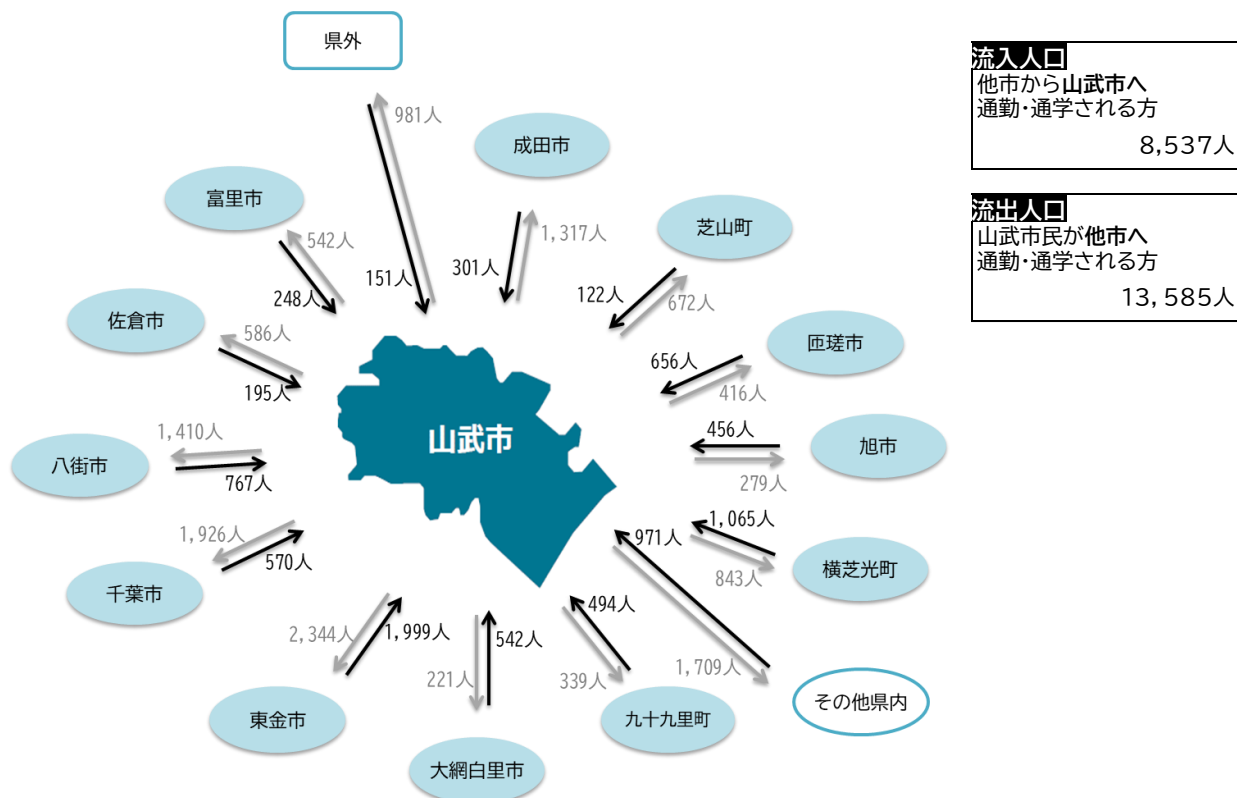 県外
981人
151人
成田市
1,317人
301人
芝山町
122人
672人
匝瑳市
656人
416人
旭市
456人
279人
横芝光町
1,065人
843人
その他県内
971人
1,709人
九十九里町
494人
339人
大網白里市
542人
221人
東金市
2,344人
1,999人
千葉市
1,926人
570人
八街市
1,410人
767人
佐倉市
586人
195人
富里市
542人
248人
山武市
流入人口
他市から山武市へ
通勤・通学される方
8,537人
流出人口
山武市民が他市へ
通勤・通学される方
13,585人